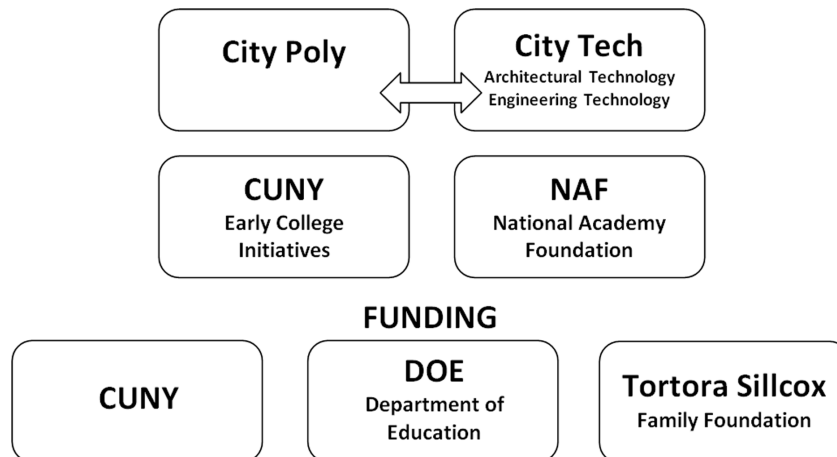 City Poly
City Tech
Architectural Technology
Engineering Technology
CUNY
Early College
Initiatives
NAF
National Academy
Foundation
FUNDING
CUNY
DOE
Department of
Education
Tortora Sillcox
Family Foundation